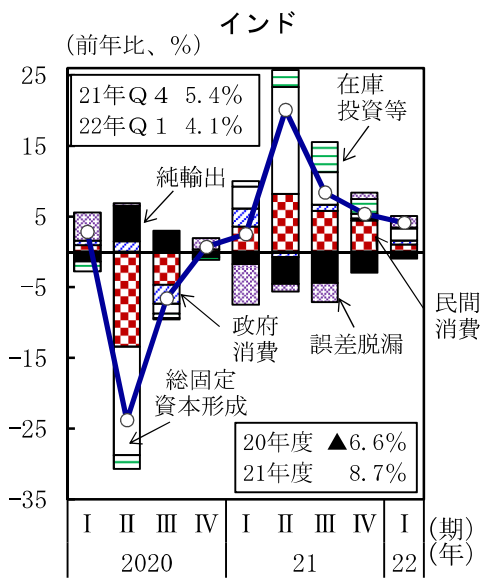 インド
(前年比、%)
25
15
5
-5
-15
-25
-35
21年Q4 5.4%
22年Q1 4.1%
在庫
投資等
純輸出
政府
消費
誤差脱漏
民間
消費
総固定
資本形成
20年度 ▲6.6%
21年度 8.7%
Ⅰ Ⅱ Ⅲ Ⅳ Ⅰ Ⅱ Ⅲ Ⅳ Ⅰ (期)
2020 21 22 (年)